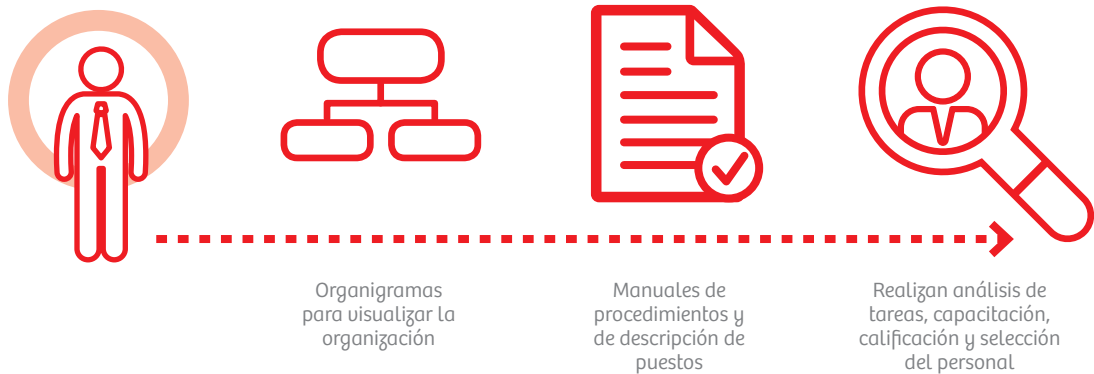 Organigramas
para visualizar la
organización
Manuales de
procedimientos y
de descripción de
puestos
Realizan análisis de
tareas, capacitación,
calificación y selección
del personal